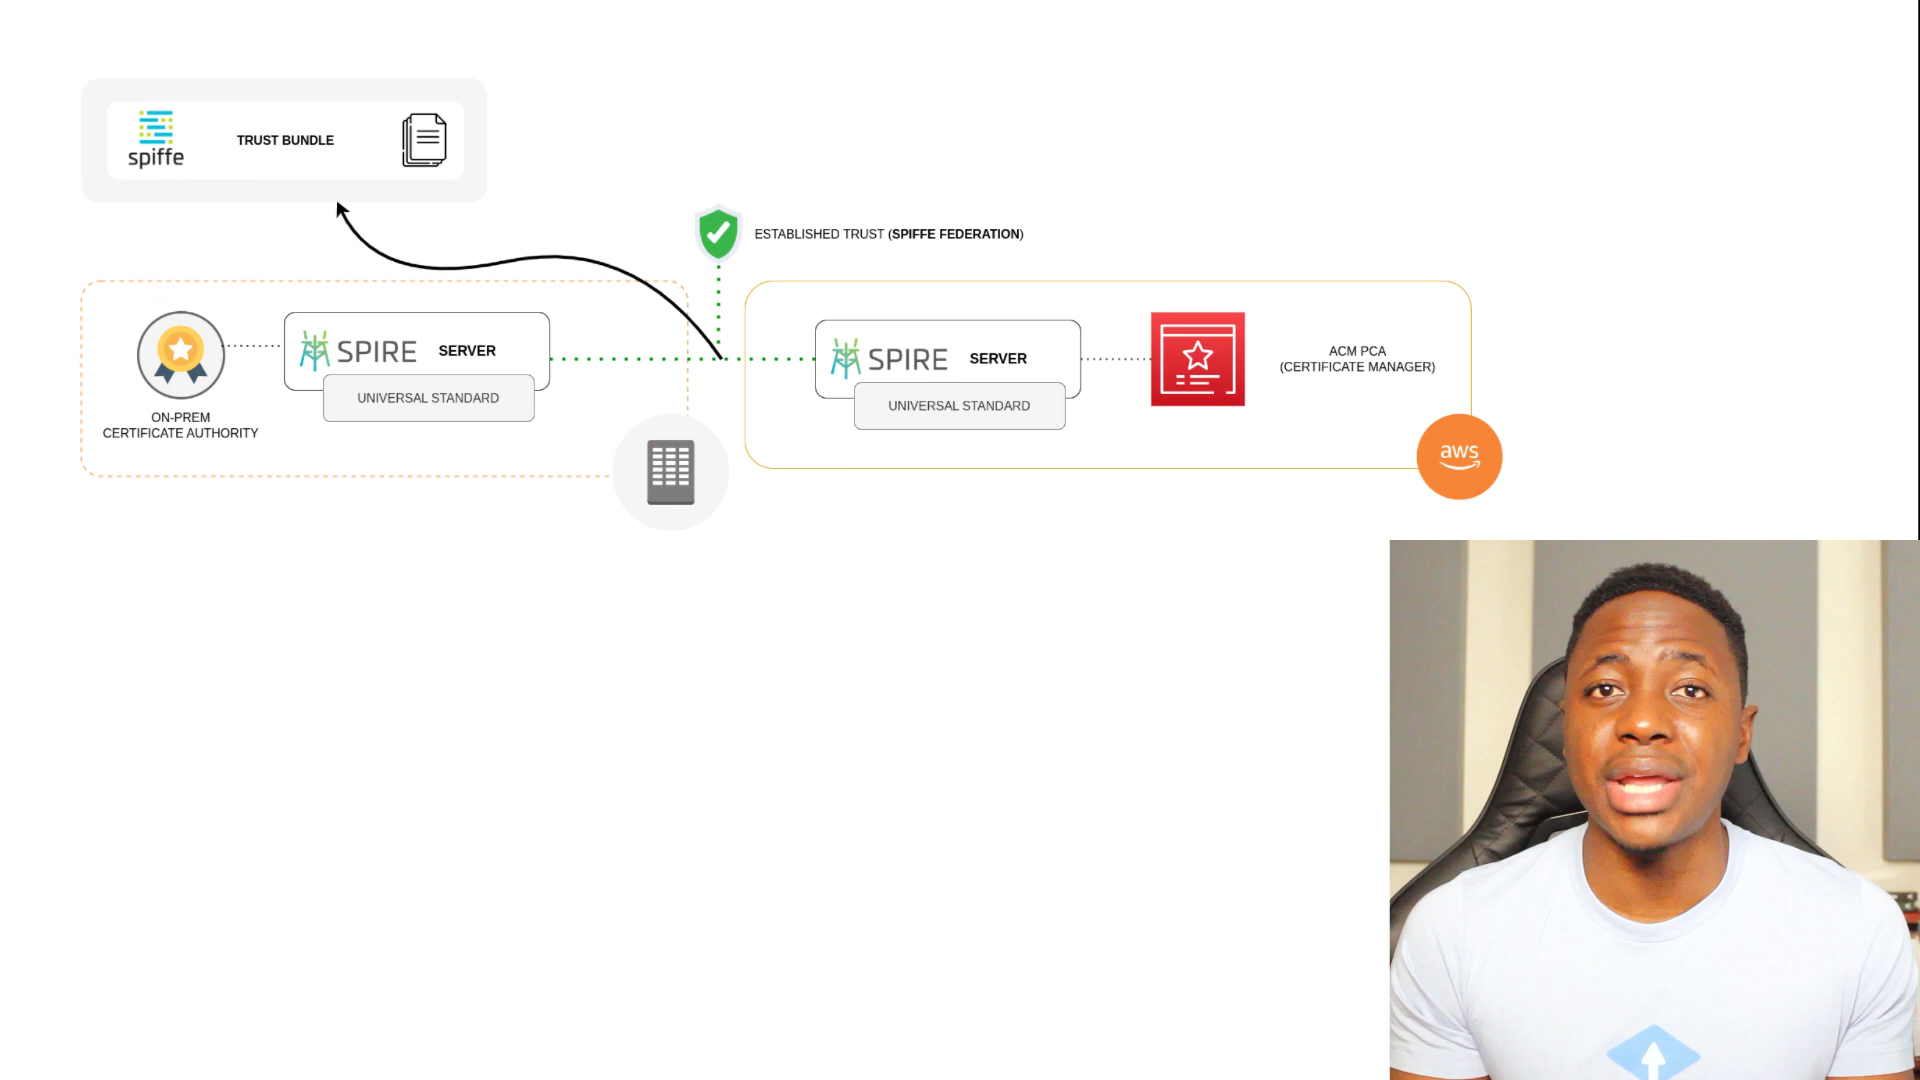 spiffe
TRUST BUNDLE
ESTABLISHED TRUST (SPIFFE FEDERATION)
SPIRE SERVER
UNIVERSAL STANDARD
ON-PREM
CERTIFICATE AUTHORITY
SPIRE SERVER
UNIVERSAL STANDARD
ACM PCA
(CERTIFICATE MANAGER)
aws